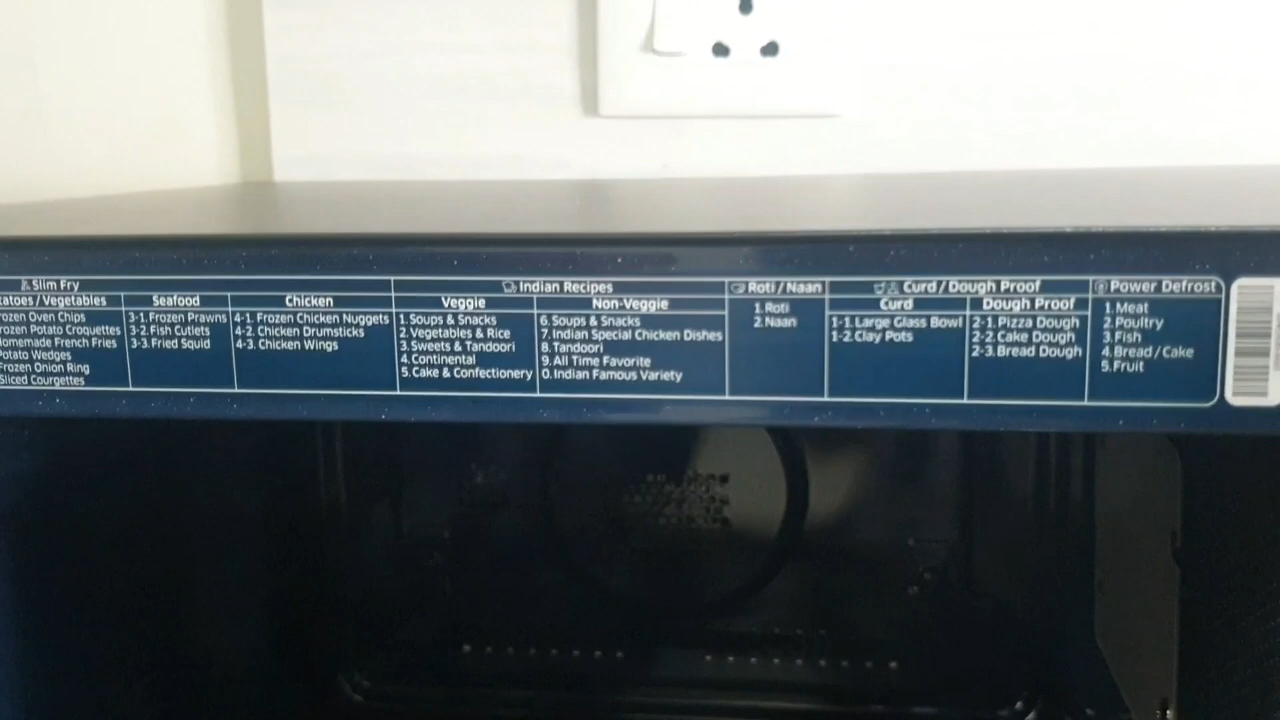 Slim Fry
Indian Recipes
Roti / Naan
Curd / Dough Proof
Power Defrost
/ Vegetables
Seafood
Chicken
Veggie
Non-Veggie
Curd
Dough Proof
Oven Chips
Potato Croquettes
French Fries
Potato Wedges
Onion Ring
Sliced Courgettes
3-1. Frozen Prawns
3-2. Fish Cutlets
3-3. Fried Squid
4-1. Frozen Chicken Nuggets
4-2. Chicken Drumsticks
4-3. Chicken Wings
1. Soups & Snacks
2. Vegetables & Rice
3. Sweets & Tandoori
4. Continental
5. Cake & Confectionery
6. Soups & Snacks
7. Indian Special Chicken Dishes
8. Tandoori
9. All Time Favorite
0. Indian Famous Variety
1. Roti
2. Naan
1-1. Large Glass Bowl
1-2. Clay Pots
2-1. Pizza Dough
2-2. Cake Dough
2-3. Bread Dough
1. Meat
2. Poultry
3. Fish
4. Bread / Cake
5. Fruit